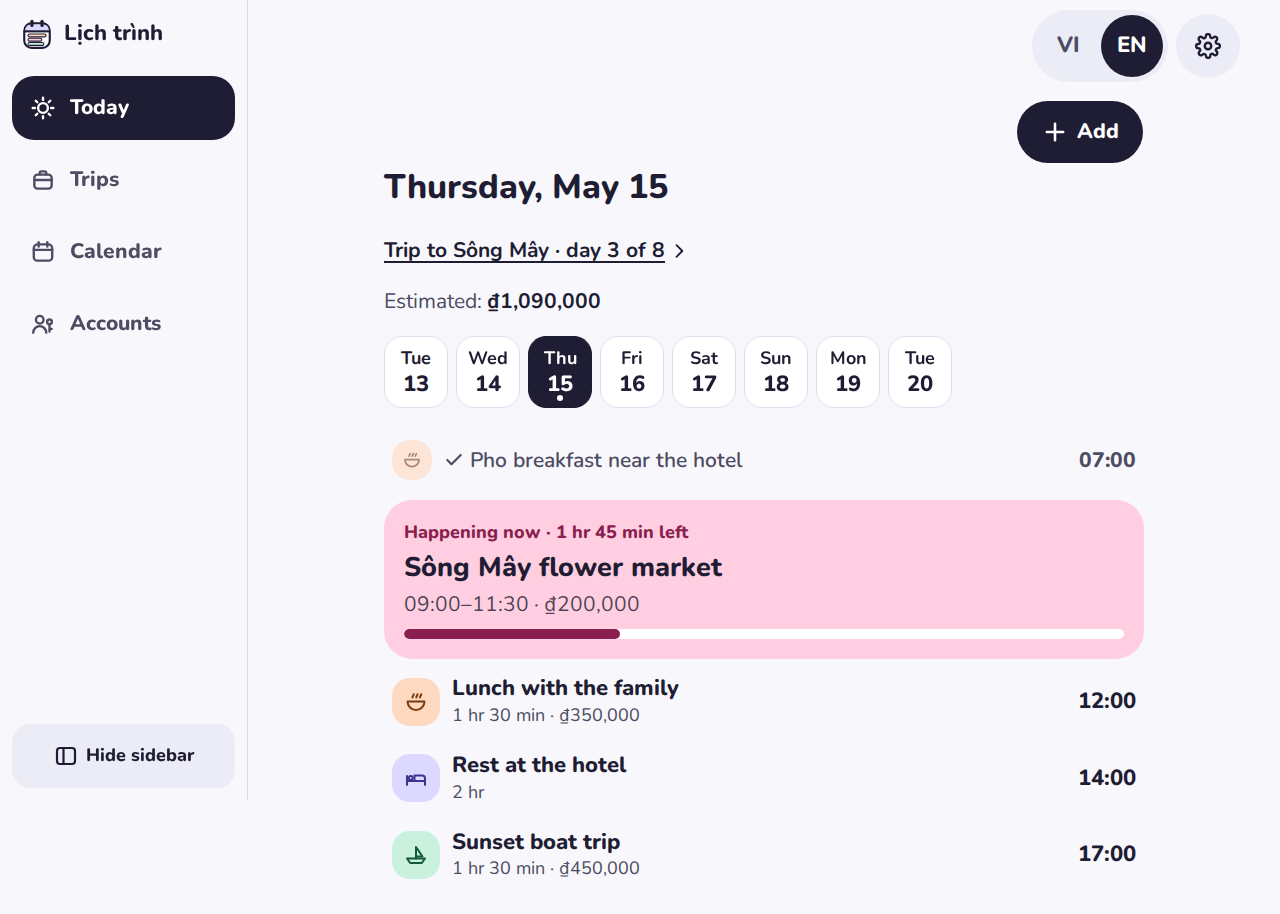 Lịch trình
VI
EN
Today
Trips
Calendar
Accounts
Hide sidebar
Add
Thursday, May 15
Trip to Sông Mây · day 3 of 8
Estimated: ₫1,090,000
Tue
13
Wed
14
Thu
15
Fri
16
Sat
17
Sun
18
Mon
19
Tue
20
Pho breakfast near the hotel 07:00
Happening now · 1 hr 45 min left
Sông Mây flower market
09:00–11:30 · ₫200,000
Lunch with the family
1 hr 30 min · ₫350,000
12:00
Rest at the hotel
2 hr
14:00
Sunset boat trip
1 hr 30 min · ₫450,000
17:00